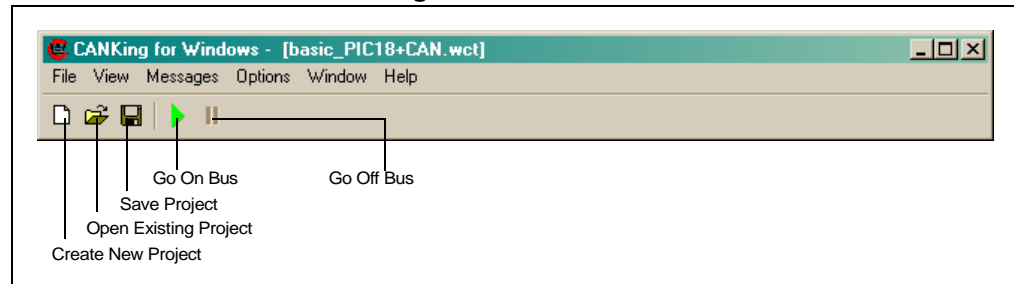 CANKing for Windows - [basic_PIC18+CAN.wct]
File View Messages Options Window Help
Go On Bus Go Off Bus
Save Project
Open Existing Project
Create New Project